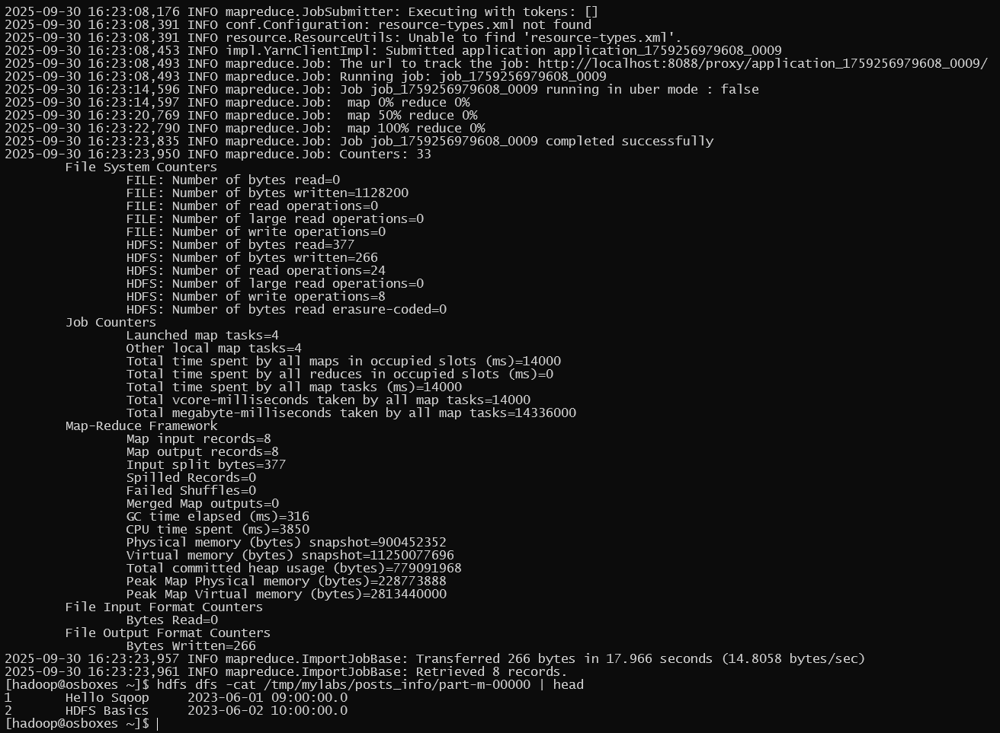 2025-09-30 16:23:08,176 INFO mapreduce.JobSubmitter: Executing with tokens: []
2025-09-30 16:23:08,391 INFO conf.Configuration: resource-types.xml not found
2025-09-30 16:23:08,391 INFO resource.ResourceUtils: Unable to find 'resource-types.xml'.
2025-09-30 16:23:08,453 INFO impl.YarnClientImpl: Submitted application application_1759256979608_0009
2025-09-30 16:23:08,493 INFO mapreduce.Job: The url to track the job: http://localhost:8088/proxy/application_1759256979608_0009/
2025-09-30 16:23:08,493 INFO mapreduce.Job: Running job: job_1759256979608_0009
2025-09-30 16:23:14,596 INFO mapreduce.Job: Job job_1759256979608_0009 running in uber mode : false
2025-09-30 16:23:14,597 INFO mapreduce.Job:  map 0% reduce 0%
2025-09-30 16:23:20,769 INFO mapreduce.Job:  map 50% reduce 0%
2025-09-30 16:23:22,790 INFO mapreduce.Job:  map 100% reduce 0%
2025-09-30 16:23:23,835 INFO mapreduce.Job: Job job_1759256979608_0009 completed successfully
2025-09-30 16:23:23,950 INFO mapreduce.Job: Counters: 33
        File System Counters
                FILE: Number of bytes read=0
                FILE: Number of bytes written=1128200
                FILE: Number of read operations=0
                FILE: Number of large read operations=0
                FILE: Number of write operations=0
                HDFS: Number of bytes read=377
                HDFS: Number of bytes written=266
                HDFS: Number of read operations=24
                HDFS: Number of large read operations=0
                HDFS: Number of write operations=8
                HDFS: Number of bytes read erasure-coded=0
        Job Counters
                Launched map tasks=4
                Other local map tasks=4
                Total time spent by all maps in occupied slots (ms)=14000
                Total time spent by all reduces in occupied slots (ms)=0
                Total time spent by all map tasks (ms)=14000
                Total vcore-milliseconds taken by all map tasks=14000
                Total megabyte-milliseconds taken by all map tasks=14336000
        Map-Reduce Framework
                Map input records=8
                Map output records=8
                Input split bytes=377
                Spilled Records=0
                Failed Shuffles=0
                Merged Map outputs=0
                GC time elapsed (ms)=316
                CPU time spent (ms)=3850
                Physical memory (bytes) snapshot=900452352
                Virtual memory (bytes) snapshot=11250077696
                Total committed heap usage (bytes)=779091968
                Peak Map Physical memory (bytes)=228773888
                Peak Map Virtual memory (bytes)=2813440000
        File Input Format Counters
                Bytes Read=0
        File Output Format Counters
                Bytes Written=266
2025-09-30 16:23:23,957 INFO mapreduce.ImportJobBase: Transferred 266 bytes in 17.966 seconds (14.8058 bytes/sec)
2025-09-30 16:23:23,961 INFO mapreduce.ImportJobBase: Retrieved 8 records.
[hadoop@osboxes ~]$ hdfs dfs -cat /tmp/mylabs/posts_info/part-m-00000 | head
1       Hello Sqoop     2023-06-01 09:00:00.0
2       HDFS Basics     2023-06-02 10:00:00.0
[hadoop@osboxes ~]$